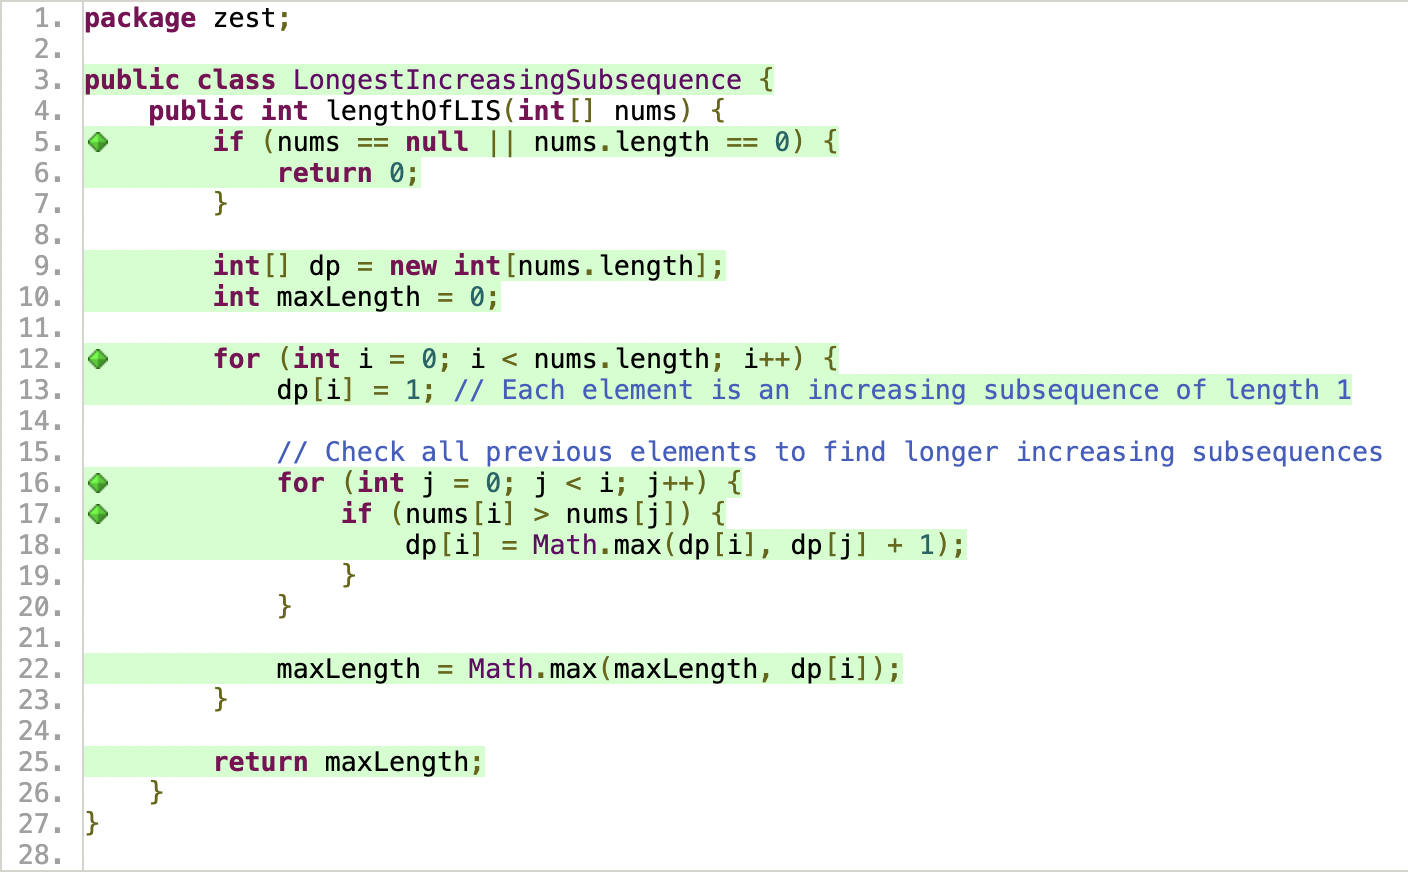 1. package zest;
2.
3. public class LongestIncreasingSubsequence {
4.     public int lengthOfLIS(int[] nums) {
5.         if (nums == null || nums.length == 0) {
6.             return 0;
7.         }
8.
9.         int[] dp = new int[nums.length];
10.         int maxLength = 0;
11.
12.         for (int i = 0; i < nums.length; i++) {
13.             dp[i] = 1; // Each element is an increasing subsequence of length 1
14.
15.             // Check all previous elements to find longer increasing subsequences
16.             for (int j = 0; j < i; j++) {
17.                 if (nums[i] > nums[j]) {
18.                     dp[i] = Math.max(dp[i], dp[j] + 1);
19.                 }
20.             }
21.
22.             maxLength = Math.max(maxLength, dp[i]);
23.         }
24.
25.         return maxLength;
26.     }
27. }
28.